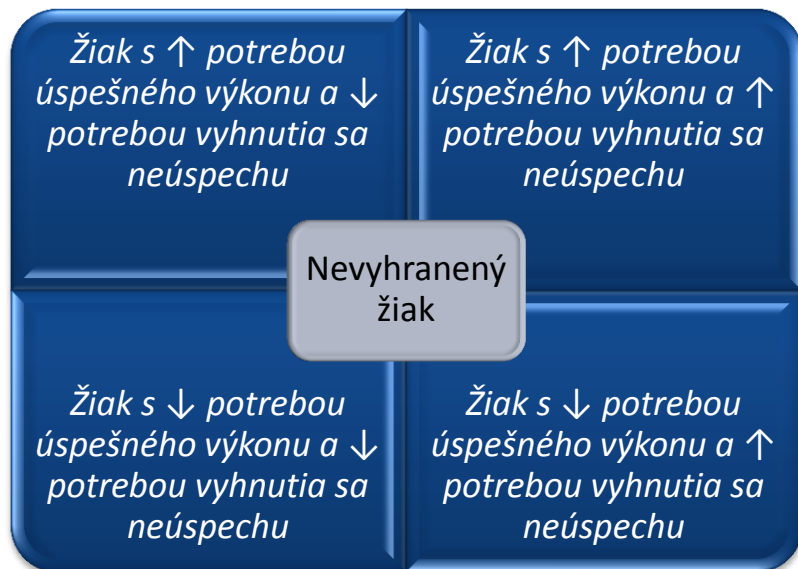 Žiak s ↑ potrebou
úspešného výkonu a ↓
potrebou vyhnutia sa
neúspechu
Žiak s ↑ potrebou
úspešného výkonu a ↑
potrebou vyhnutia sa
neúspechu
Nevyhranený
žiak
Žiak s ↓ potrebou
úspešného výkonu a ↓
potrebou vyhnutia sa
neúspechu
Žiak s ↓ potrebou
úspešného výkonu a ↑
potrebou vyhnutia sa
neúspechu